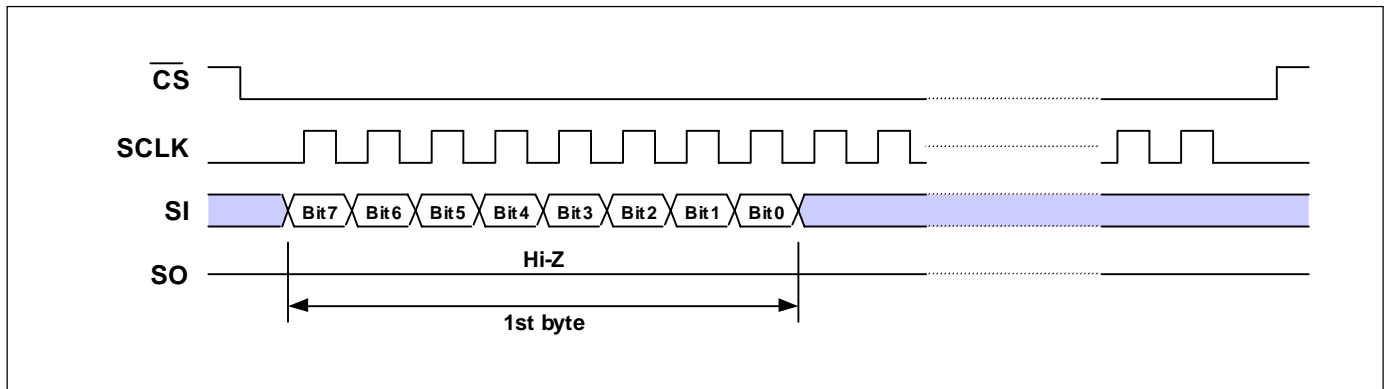 CS
SCLK
SI Bit7 Bit6 Bit5 Bit4 Bit3 Bit2 Bit1 Bit0
Hi-Z
SO
1st byte